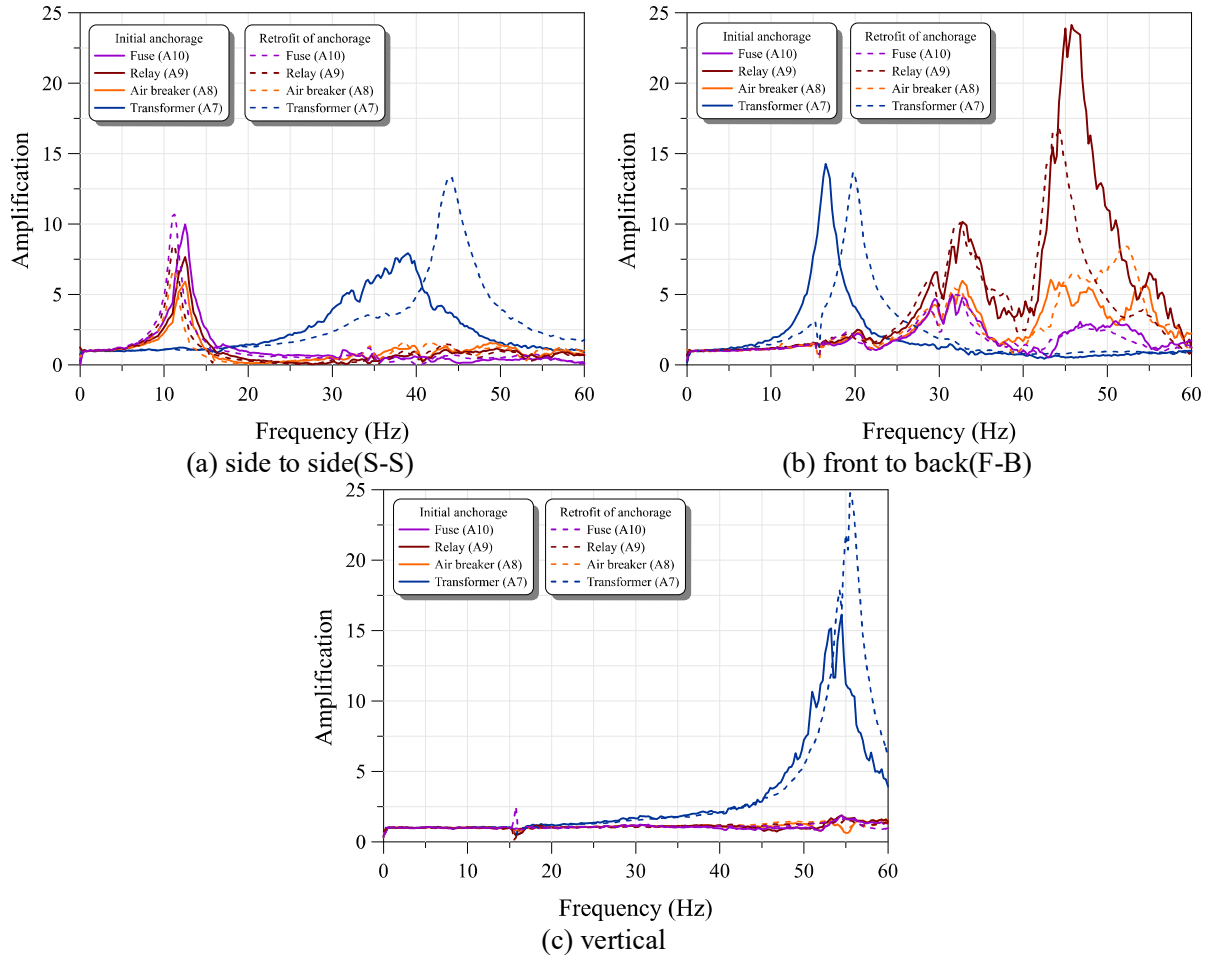 25
20
15
10
5
0
Amplification
Initial anchorage
Fuse (A10)
Relay (A9)
Air breaker (A8)
Transformer (A7)
Retrofit of anchorage
Fuse (A10)
Relay (A9)
Air breaker (A8)
Transformer (A7)
0 10 20 30 40 50 60
Frequency (Hz)
(a) side to side(S-S)
25
20
15
10
5
0
Amplification
Initial anchorage
Fuse (A10)
Relay (A9)
Air breaker (A8)
Transformer (A7)
Retrofit of anchorage
Fuse (A10)
Relay (A9)
Air breaker (A8)
Transformer (A7)
0 10 20 30 40 50 60
Frequency (Hz)
(b) front to back(F-B)
25
20
15
10
5
0
Amplification
Initial anchorage
Fuse (A10)
Relay (A9)
Air breaker (A8)
Transformer (A7)
Retrofit of anchorage
Fuse (A10)
Relay (A9)
Air breaker (A8)
Transformer (A7)
0 10 20 30 40 50 60
Frequency (Hz)
(c) vertical